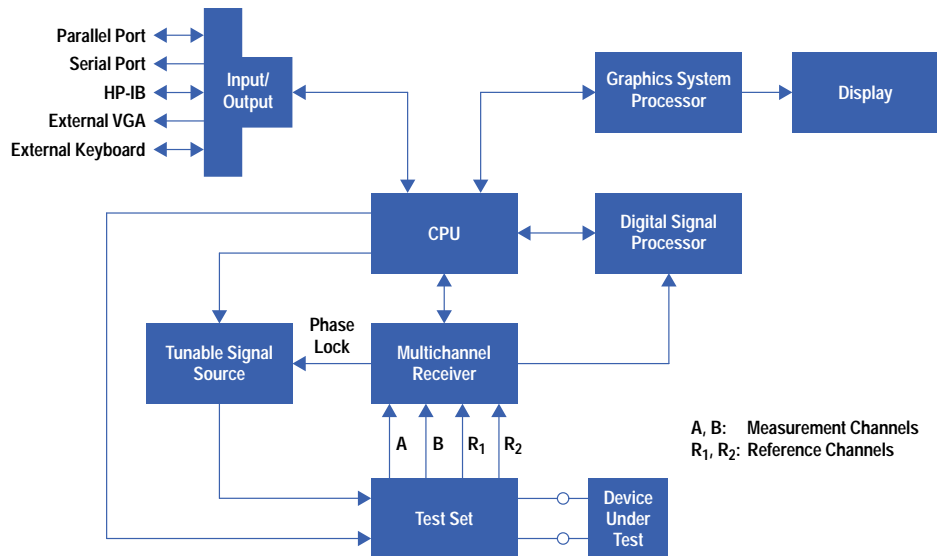 Parallel Port
Serial Port
HP-IB
External VGA
External Keyboard
Input/
Output
Graphics System
Processor
Display
CPU
Digital Signal
Processor
Phase
Lock
Tunable Signal
Source
Multichannel
Receiver
A
B
R1
R2
A, B: Measurement Channels
R1, R2: Reference Channels
Test Set
Device
Under
Test